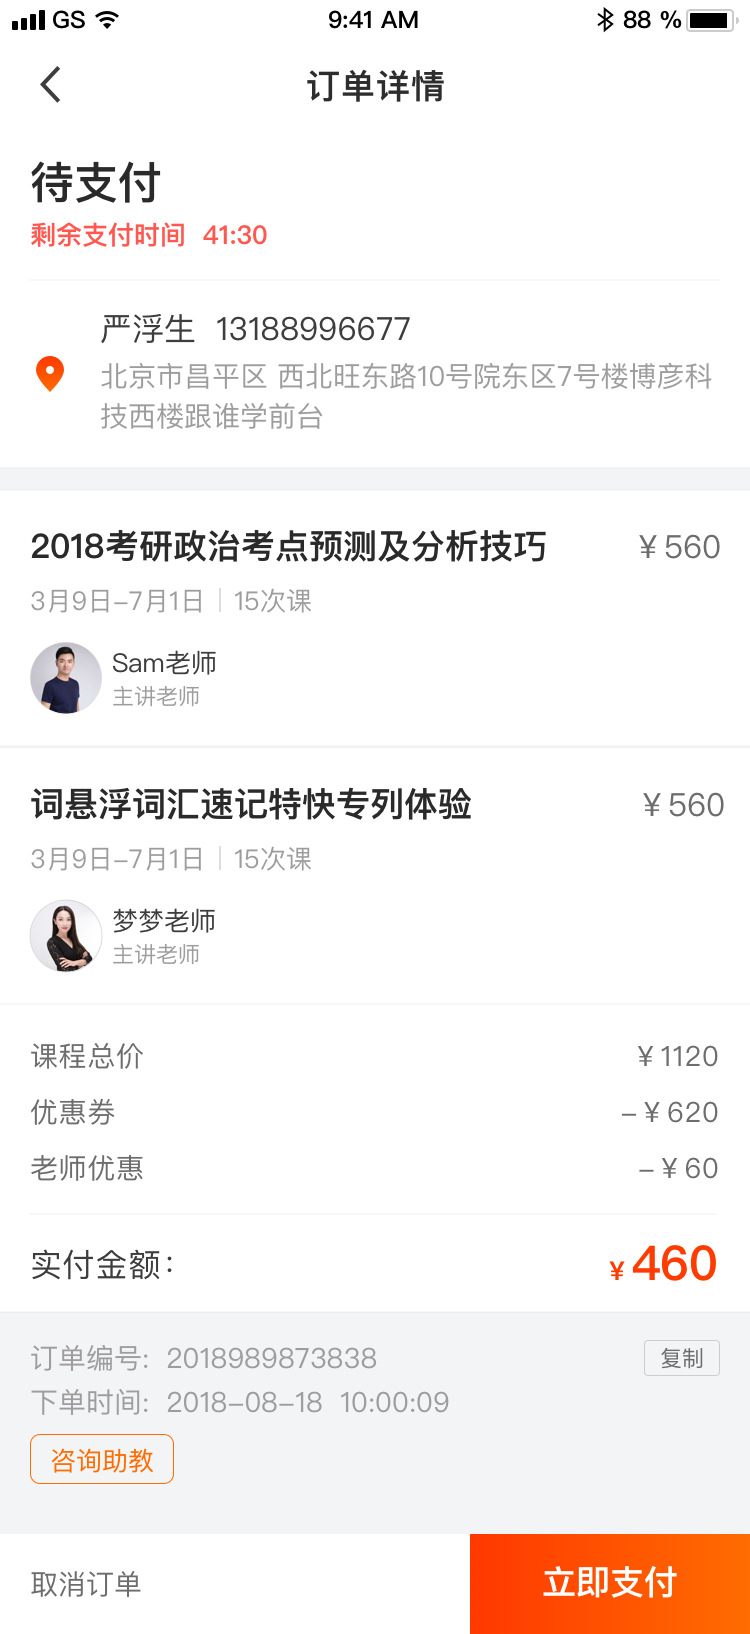 GS 9:41 AM 88 %
订单详情
待支付
剩余支付时间 41:30
严浮生 13188996677
北京市昌平区 西北旺东路10号院东区7号楼博彦科
技西楼跟谁学前台
2018考研政治考点预测及分析技巧 ¥ 560
3月9日–7月1日 | 15次课
Sam老师
主讲老师
词悬浮词汇速记特快专列体验 ¥ 560
3月9日–7月1日 | 15次课
梦梦老师
主讲老师
课程总价 ¥ 1120
优惠券 – ¥ 620
老师优惠 – ¥ 60
实付金额: ¥ 460
订单编号: 2018989873838 复制
下单时间: 2018–08–18 10:00:09
咨询助教
取消订单 立即支付